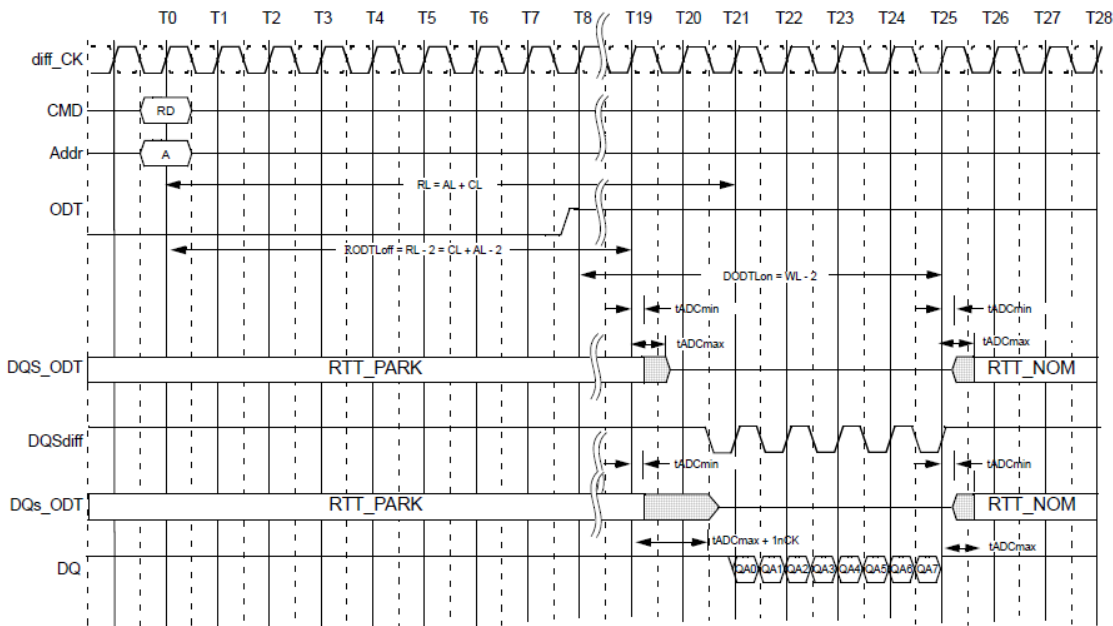 T0 T1 T2 T3 T4 T5 T6 T7 T8 T19 T20 T21 T22 T23 T24 T25 T26 T27 T28
diff_CK
CMD RD
Addr A
RL = AL + CL
ODT
RODTLoff = RL - 2 = CL + AL - 2
DODTLon = WL - 2
tADCmin tADCmin
tADCmax tADCmax
DQS_ODT RTT_PARK RTT_NOM
DQSdiff
tADCmin tADCmin
DQs_ODT RTT_PARK RTT_NOM
tADCmax + 1nCK tADCmax
DQ QA0 QA1 QA2 QA3 QA4 QA5 QA6 QA7